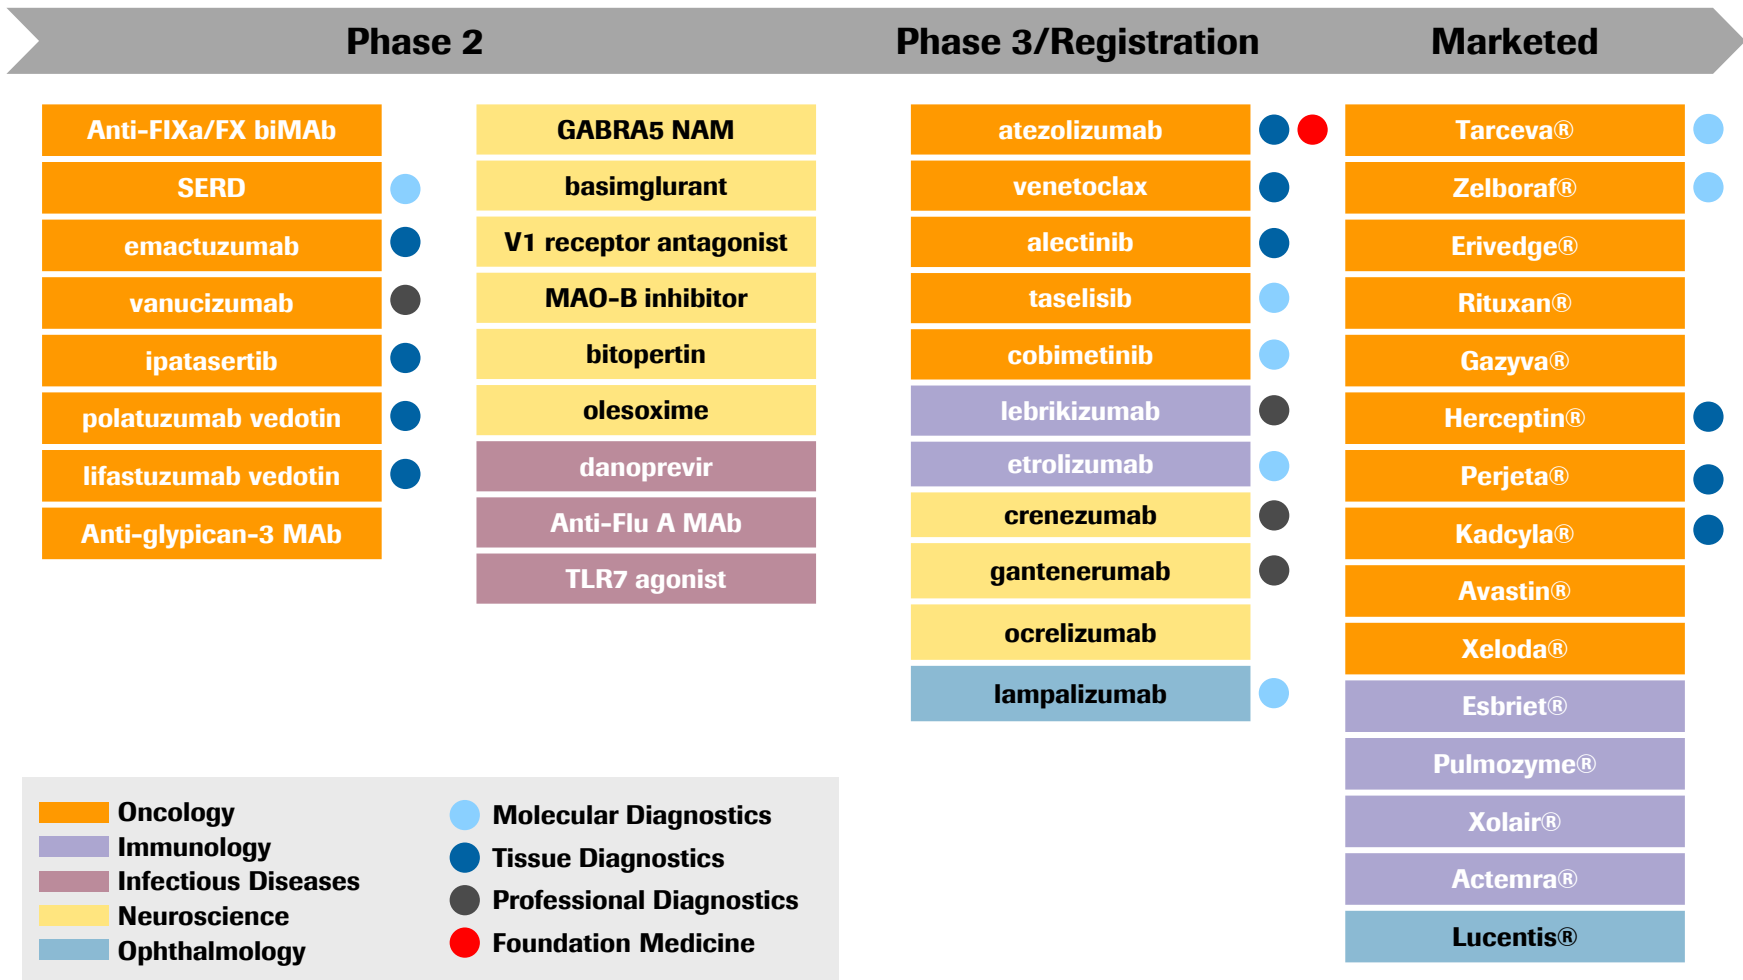 Phase 2
Phase 3/Registration
Marketed
Anti-FIXa/FX biMAb
SERD
emactuzumab
vanucizumab
ipatasertib
polatuzumab vedotin
lifastuzumab vedotin
Anti-glypican-3 MAb
GABRA5 NAM
basimglurant
V1 receptor antagonist
MAO-B inhibitor
bitopertin
olesoxime
danoprevir
Anti-Flu A MAb
TLR7 agonist
atezolizumab
venetoclax
alectinib
taselisib
cobimetinib
lebrikizumab
etrolizumab
crenezumab
gantenerumab
ocrelizumab
lampalizumab
Tarceva®
Zelboraf®
Erivedge®
Rituxan®
Gazyva®
Herceptin®
Perjeta®
Kadcyla®
Avastin®
Xeloda®
Esbriet®
Pulmozyme®
Xolair®
Actemra®
Lucentis®
Oncology
Immunology
Infectious Diseases
Neuroscience
Ophthalmology
Molecular Diagnostics
Tissue Diagnostics
Professional Diagnostics
Foundation Medicine